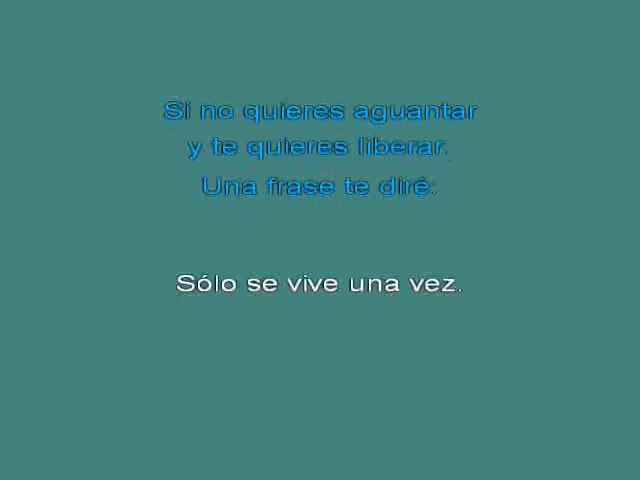 Si no quieres aguantar
y te quieres liberar.
Una frase te diré:
Sólo se vive una vez.